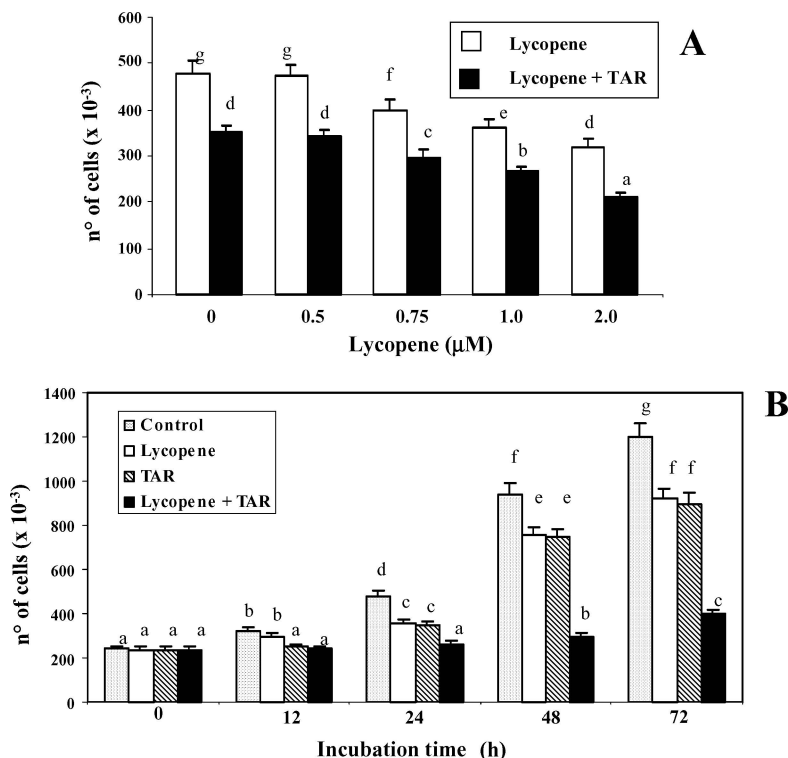 A
Lycopene
Lycopene + TAR
n° of cells (x 10-3)
600
500
400
300
200
100
0
g
d
g
d
f
c
e
b
d
a
0 0.5 0.75 1.0 2.0
Lycopene (μM)
B
Control
Lycopene
TAR
Lycopene + TAR
n° of cells (x 10-3)
1400
1200
1000
800
600
400
200
0
a a a a
b b a a
d c c a
f e e b
g f f c
0 12 24 48 72
Incubation time (h)